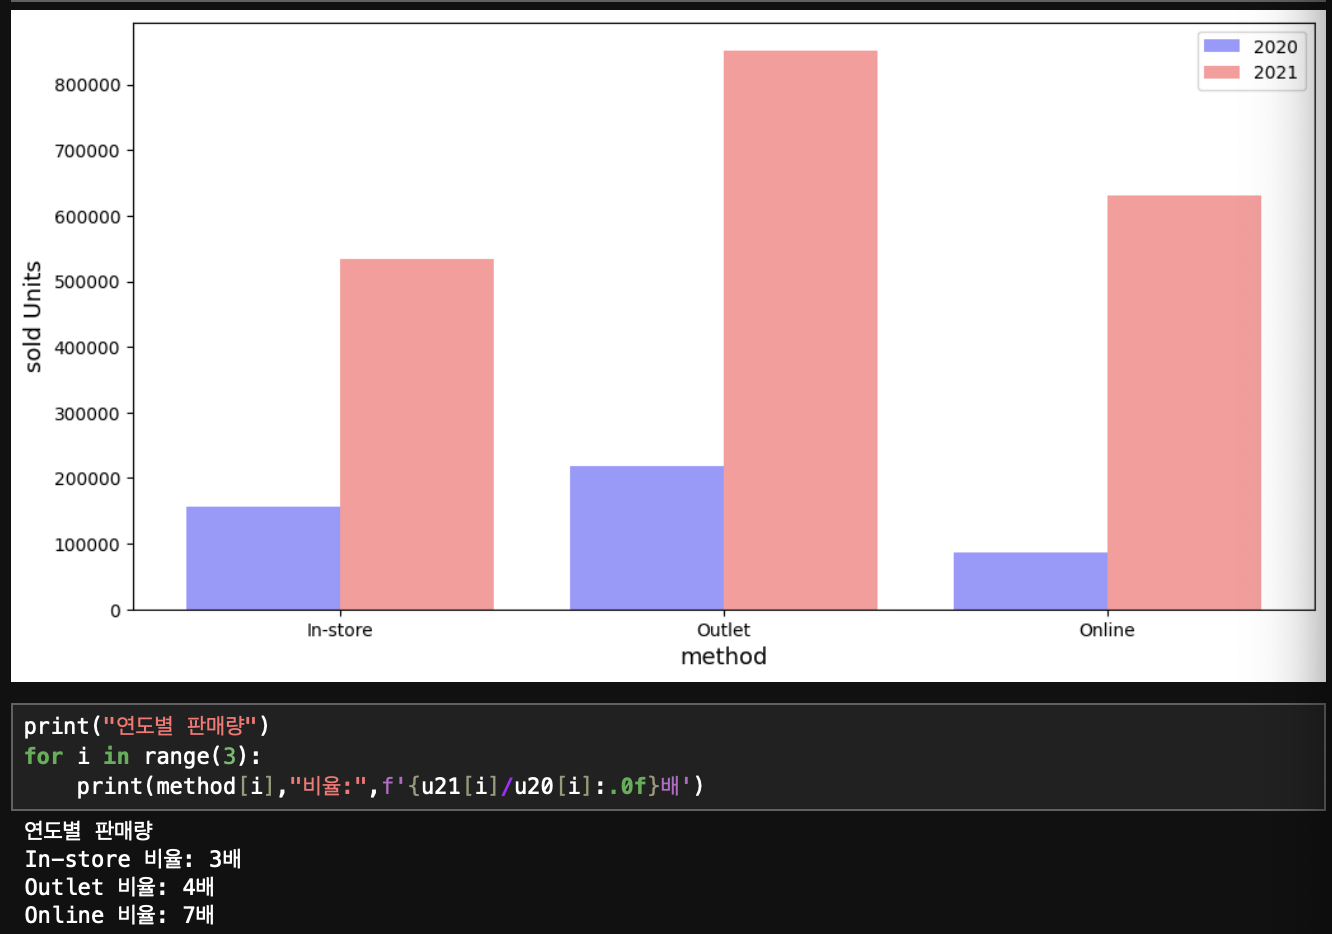 2020
2021
800000
700000
600000
500000
400000
300000
200000
100000
0
sold Units
In-store
Outlet
Online
method
print("연도별 판매량")
for i in range(3):
    print(method[i],"비율:",f'{u21[i]/u20[i]:.0f}배')
연도별 판매량
In-store 비율: 3배
Outlet 비율: 4배
Online 비율: 7배